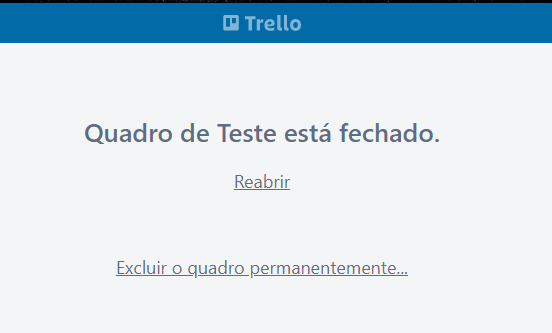 Trello
Quadro de Teste está fechado.
Reabrir
Excluir o quadro permanentemente...